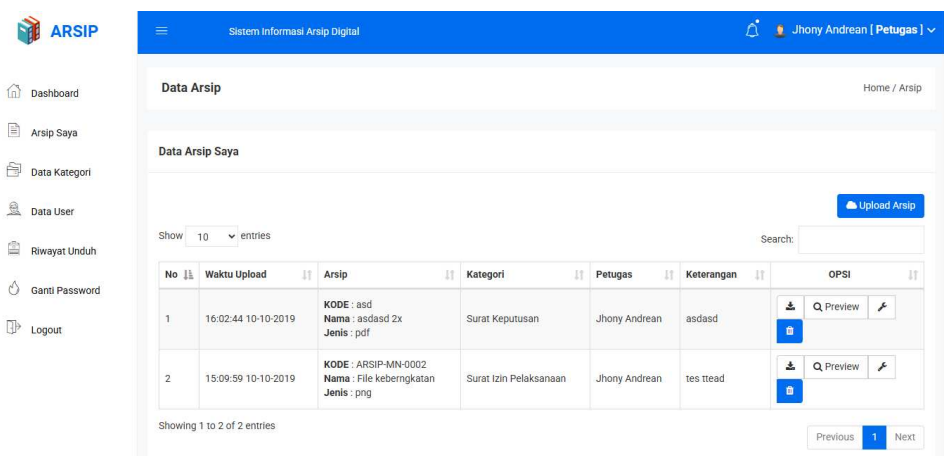 ARSIP
Sistem Informasi Arsip Digital
Jhony Andrean [ Petugas ]
Dashboard
Arsip Saya
Data Kategori
Data User
Riwayat Unduh
Ganti Password
Logout
Data Arsip
Home / Arsip
Data Arsip Saya
Upload Arsip
Show 10 entries
Search:
No Waktu Upload Arsip Kategori Petugas Keterangan OPSI
KODE : asd
1 16:02:44 10-10-2019 Nama : asdasd 2x Surat Keputusan Jhony Andrean asdasd Preview
Jenis : pdf
KODE : ARSIP-MN-0002
2 15:09:59 10-10-2019 Nama : File keberngkatan Surat Izin Pelaksanaan Jhony Andrean tes ttead Preview
Jenis : png
Showing 1 to 2 of 2 entries
Previous 1 Next